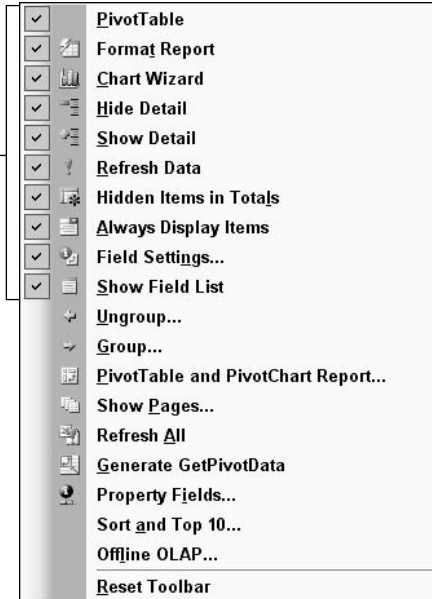 PivotTable
Format Report
Chart Wizard
Hide Detail
Show Detail
Refresh Data
Hidden Items in Totals
Always Display Items
Field Settings...
Show Field List
Ungroup...
Group...
PivotTable and PivotChart Report...
Show Pages...
Refresh All
Generate GetPivotData
Property Fields...
Sort and Top 10...
Offline OLAP...
Reset Toolbar